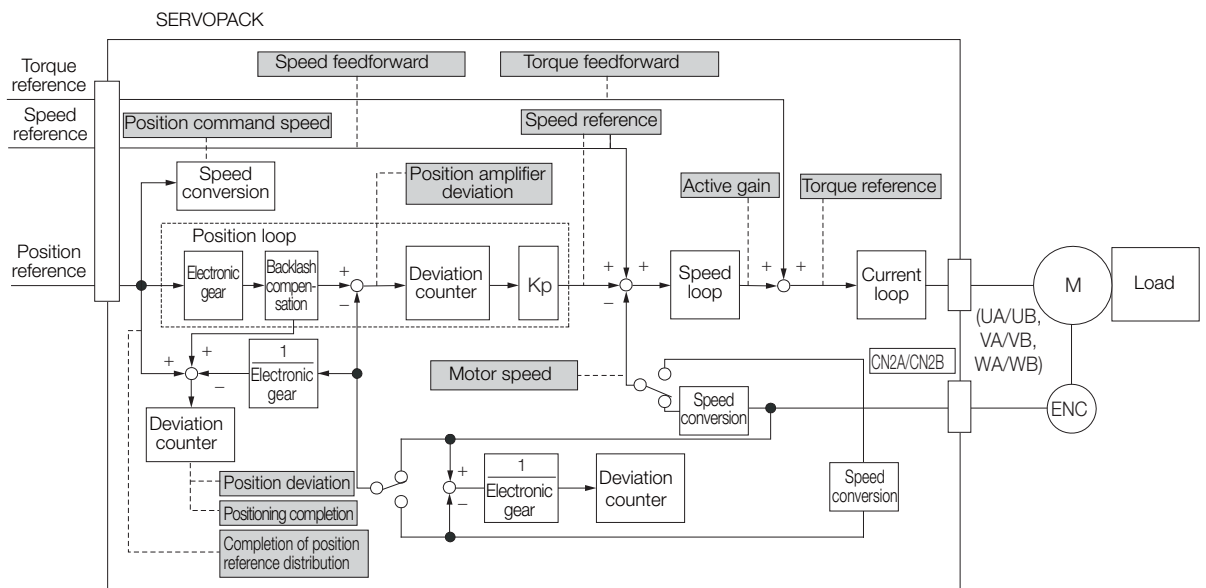 SERVOPACK
Torque
reference
Speed
reference
Position
reference
Speed feedforward
Torque feedforward
Position command speed
Speed reference
Speed
conversion
Position amplifier
deviation
Active gain
Torque reference
Position loop
Electronic
gear
Backlash
compen-
sation
+
−
Deviation
counter
Kp
+
+
−
Speed
loop
+
+
Current
loop
M
Load
(UA/UB,
VA/VB,
WA/WB)
CN2A/CN2B
ENC
+
+
−
1
Electronic
gear
Motor speed
Speed
conversion
Deviation
counter
Position deviation
Positioning completion
Completion of position
reference distribution
+
−
1
Electronic
gear
Deviation
counter
Speed
conversion